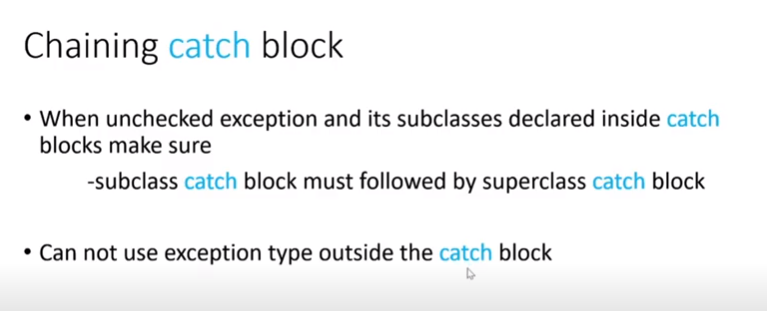 Chaining catch block
• When unchecked exception and its subclasses declared inside catch
blocks make sure
-subclass catch block must followed by superclass catch block
• Can not use exception type outside the catch block